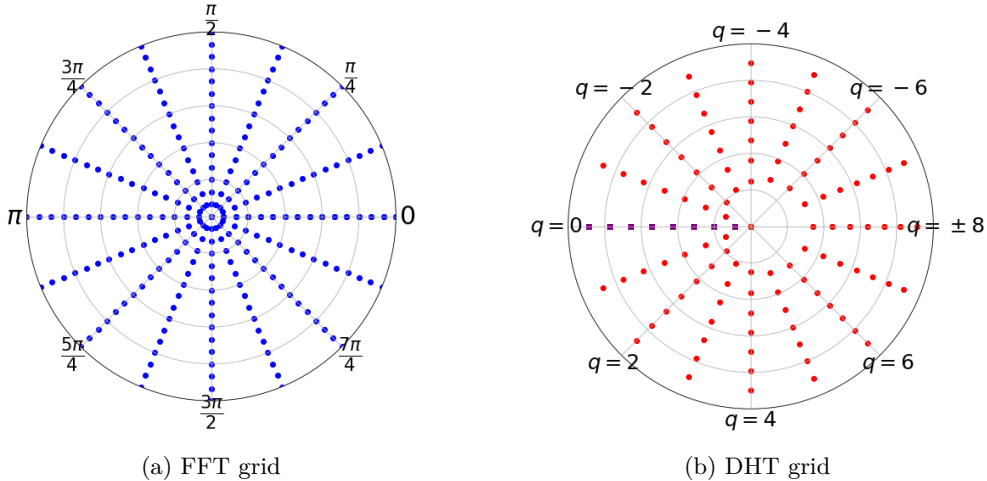 π/2
q = −4
3π/4
π/4
q = −2
q = −6
π
0
q = 0
q = ± 8
5π/4
7π/4
q = 2
q = 6
3π/2
q = 4
(a) FFT grid
(b) DHT grid